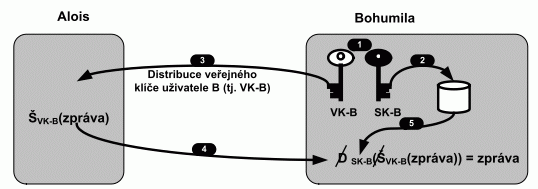 Alois
Bohumila
1
3
2
Distribuce veřejného
klíče uživatele B (tj. VK-B)
VK-B
SK-B
ŠVK-B(zpráva)
5
4
D SK-B(ŠVK-B(zpráva)) = zpráva